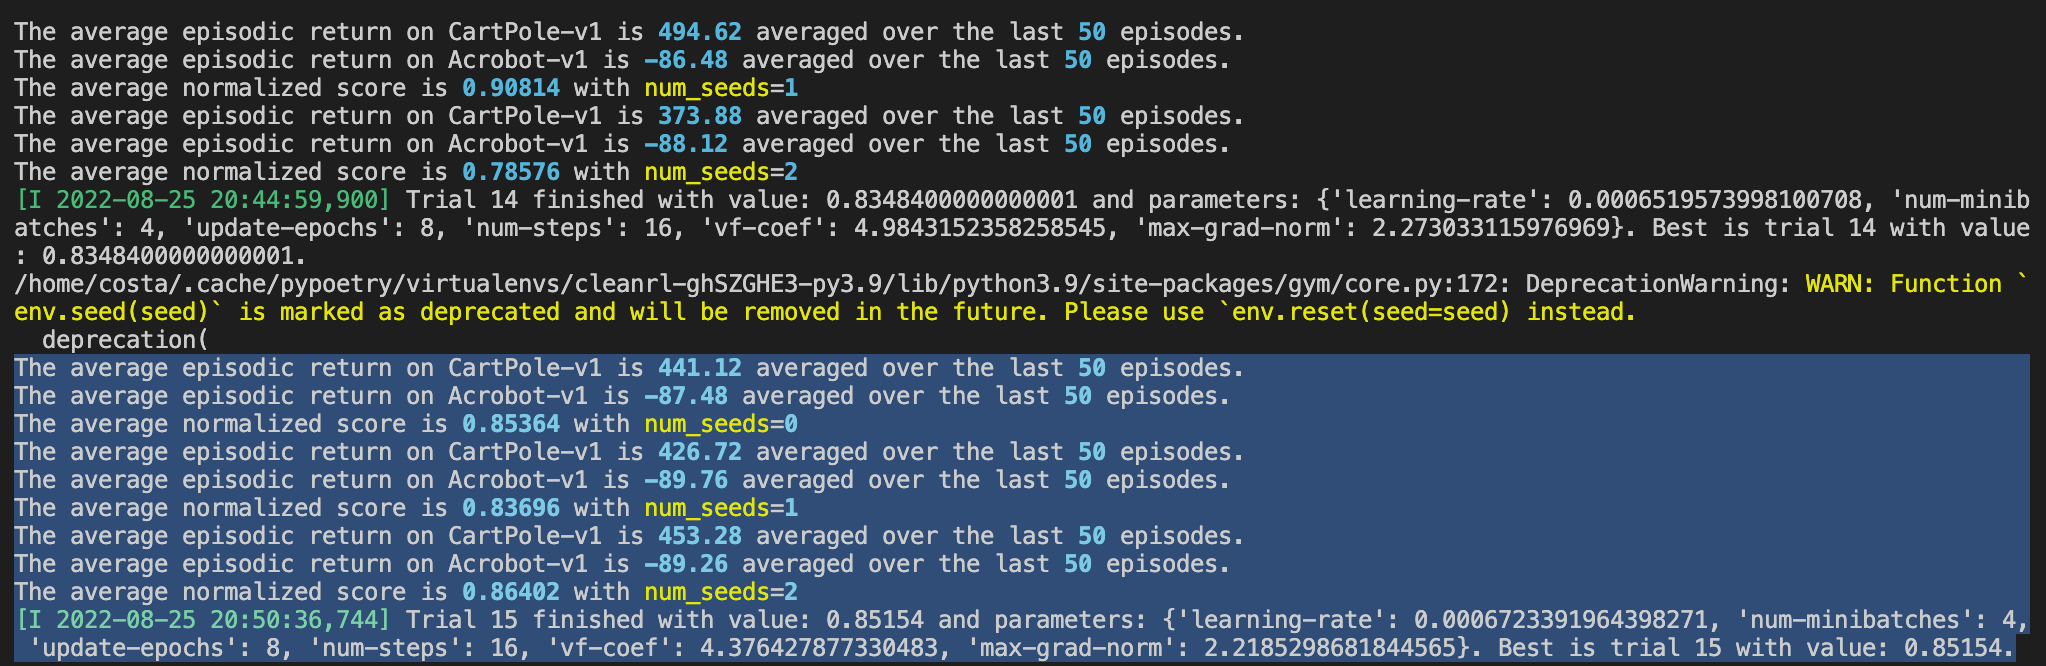 The average episodic return on CartPole-v1 is 494.62 averaged over the last 50 episodes.
The average episodic return on Acrobot-v1 is -86.48 averaged over the last 50 episodes.
The average normalized score is 0.90814 with num_seeds=1
The average episodic return on CartPole-v1 is 373.88 averaged over the last 50 episodes.
The average episodic return on Acrobot-v1 is -88.12 averaged over the last 50 episodes.
The average normalized score is 0.78576 with num_seeds=2
[I 2022-08-25 20:44:59,900] Trial 14 finished with value: 0.8348400000000001 and parameters: {'learning-rate': 0.0006519573998100708, 'num-minib
atches': 4, 'update-epochs': 8, 'num-steps': 16, 'vf-coef': 4.9843152358258545, 'max-grad-norm': 2.273033115976969}. Best is trial 14 with value
: 0.8348400000000001.
/home/costa/.cache/pypoetry/virtualenvs/cleanrl-ghSZGHE3-py3.9/lib/python3.9/site-packages/gym/core.py:172: DeprecationWarning: WARN: Function `
env.seed(seed)` is marked as deprecated and will be removed in the future. Please use `env.reset(seed=seed) instead.
  deprecation(
The average episodic return on CartPole-v1 is 441.12 averaged over the last 50 episodes.
The average episodic return on Acrobot-v1 is -87.48 averaged over the last 50 episodes.
The average normalized score is 0.85364 with num_seeds=0
The average episodic return on CartPole-v1 is 426.72 averaged over the last 50 episodes.
The average episodic return on Acrobot-v1 is -89.76 averaged over the last 50 episodes.
The average normalized score is 0.83696 with num_seeds=1
The average episodic return on CartPole-v1 is 453.28 averaged over the last 50 episodes.
The average episodic return on Acrobot-v1 is -89.26 averaged over the last 50 episodes.
The average normalized score is 0.86402 with num_seeds=2
[I 2022-08-25 20:50:36,744] Trial 15 finished with value: 0.85154 and parameters: {'learning-rate': 0.0006723391964398271, 'num-minibatches': 4,
 'update-epochs': 8, 'num-steps': 16, 'vf-coef': 4.376427877330483, 'max-grad-norm': 2.2185298681844565}. Best is trial 15 with value: 0.85154.